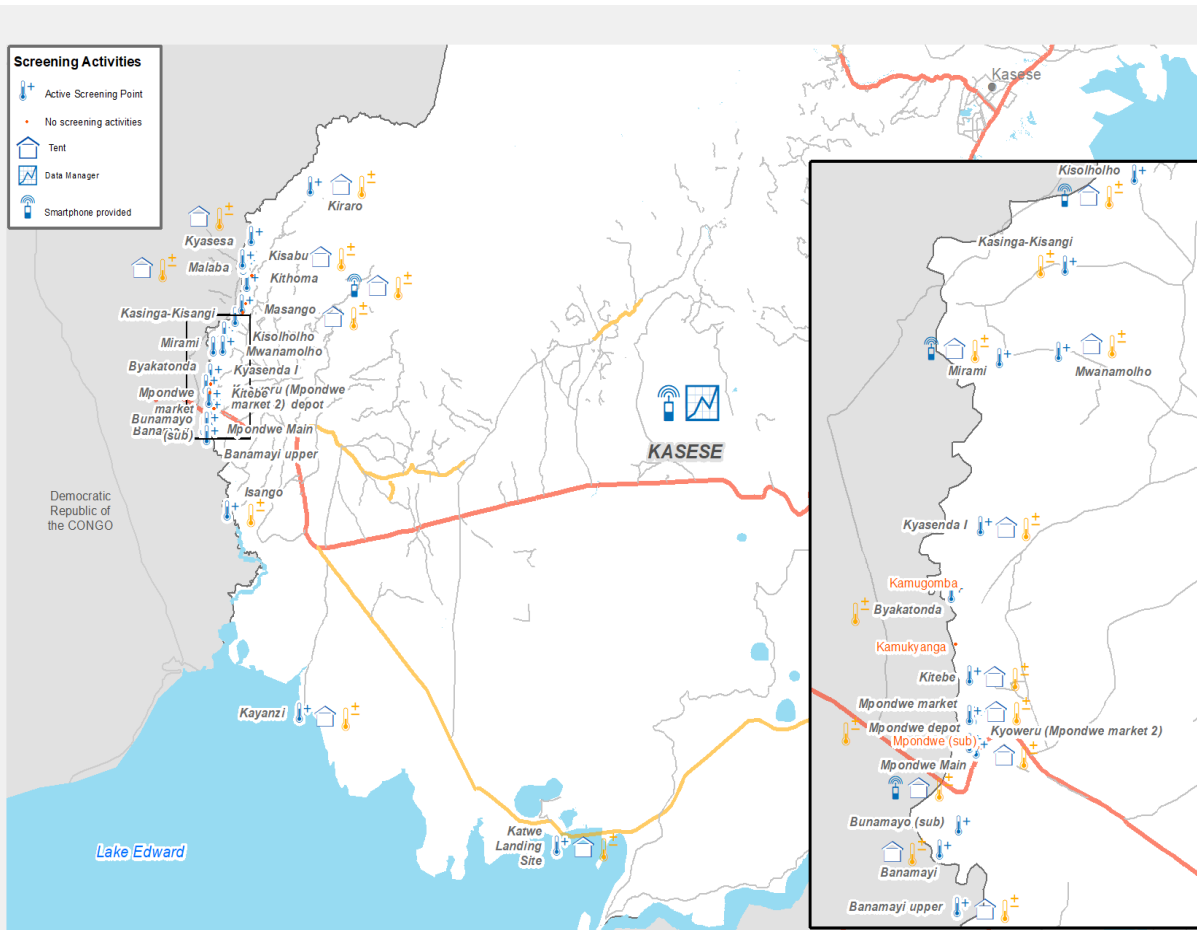 Screening Activities
Active Screening Point
No screening activities
Tent
Data Manager
Smartphone provided
Kasese
Kiraro
Kyasesa
Kisabu
Malaba
Kithoma
Kasinga-Kisangi
Masango
Mirami
Kisolholho
Mwanamolho
Byakatonda
Kyasenda I
Mpondwe
market
Kitebe
(Mpondwe
market 2) depot
Bunamayo
(sub)
Mpondwe Main
Banamayi upper
Isango
Democratic
Republic of
the CONGO
KASESE
Kayanzi
Katwe
Landing
Site
Lake Edward
Kisolholho
Kasinga-Kisangi
Mirami
Mwanamolho
Kyasenda I
Kamugomba
Byakatonda
Kamukyanga
Kitebe
Mpondwe market
Mpondwe depot
Kyoweru (Mpondwe market 2)
Mpondwe (sub)
Mpondwe Main
Bunamayo (sub)
Banamayi
Banamayi upper